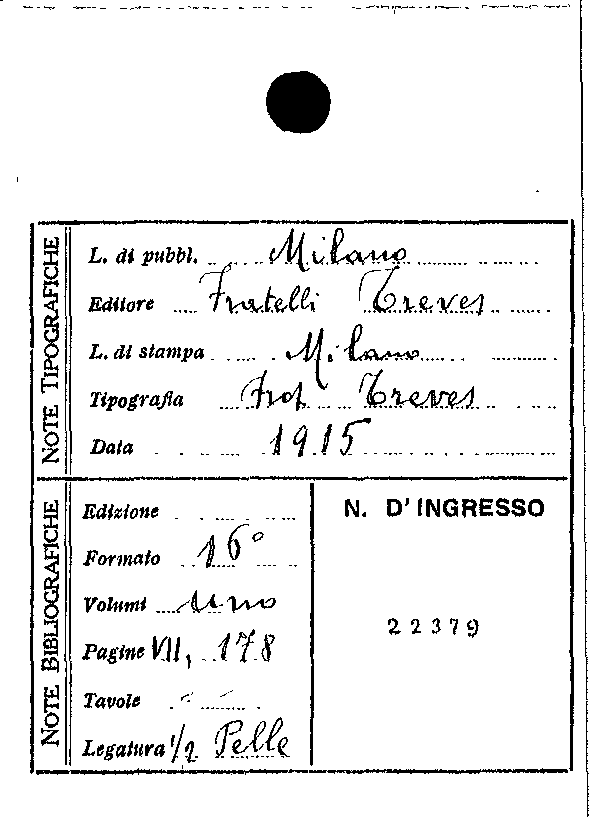 NOTE TIPOGRAFICHE
L. di pubbl. Milano
Editore Fratelli Treves
L. di stampa Milano
Tipografia Treves
Data 1915
NOTE BIBLIOGRAFICHE
Edizione
Formato 16°
Volumi uno
Pagine VII, 178
Tavole
Legatura 1/2 Pelle
N. D'INGRESSO
22379